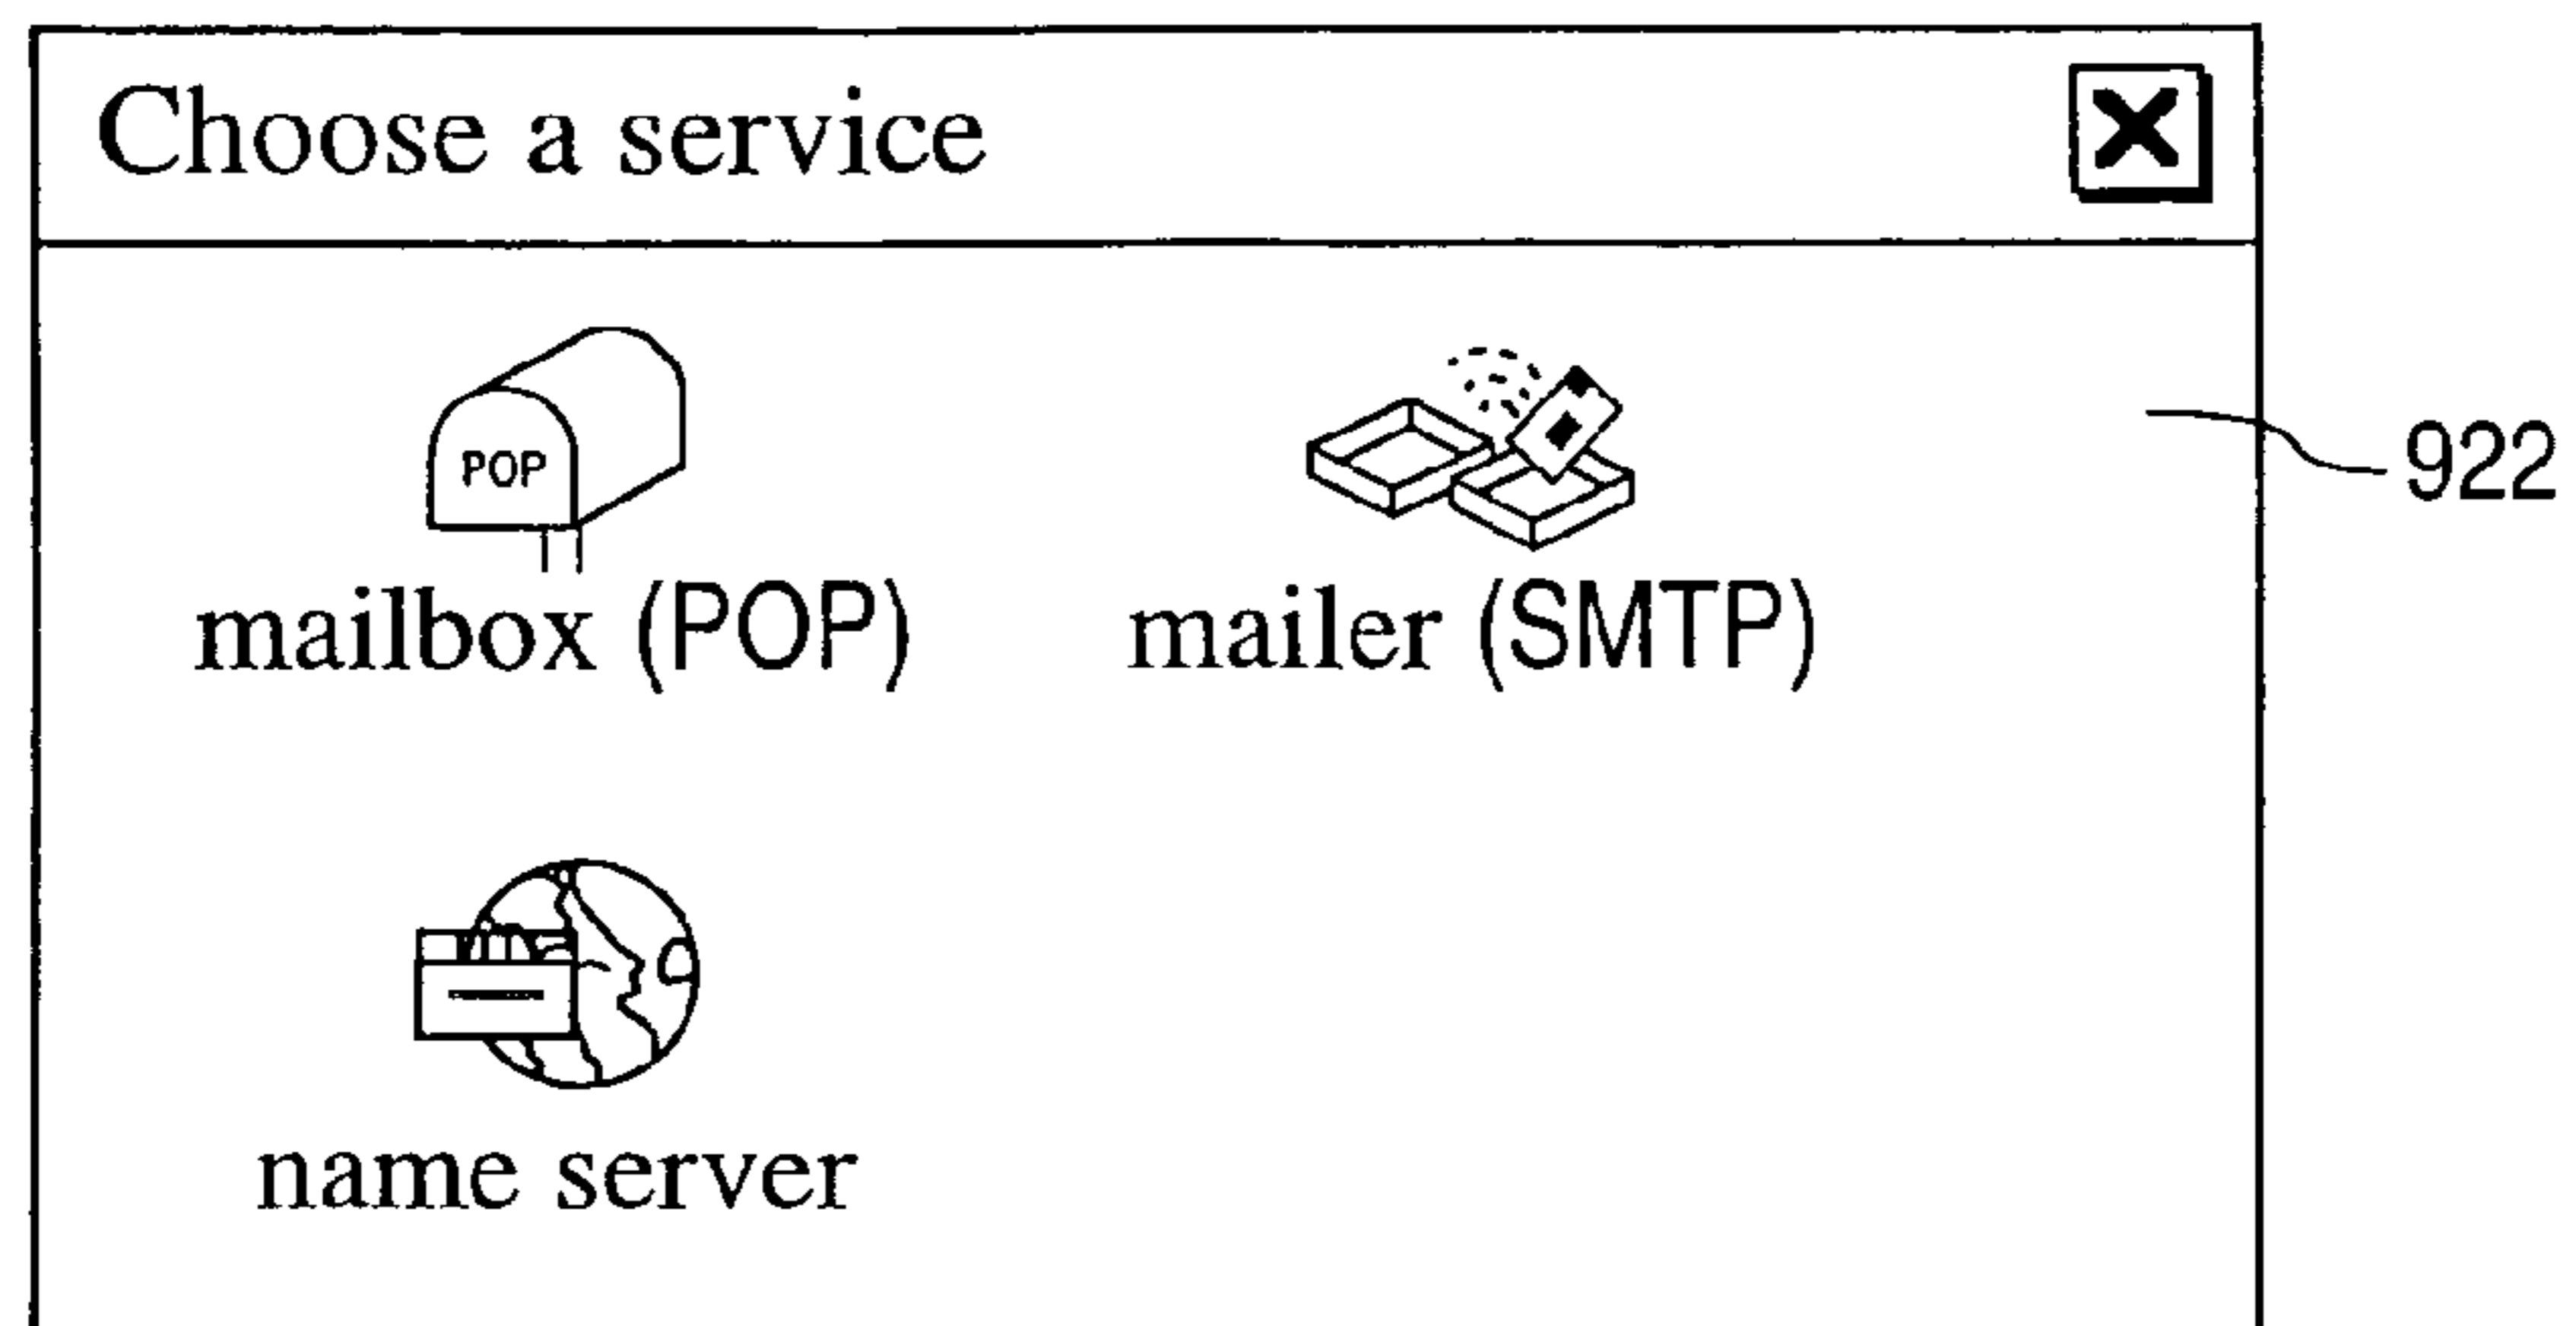 Choose a service
POP
922
mailbox (POP)
mailer (SMTP)
name server